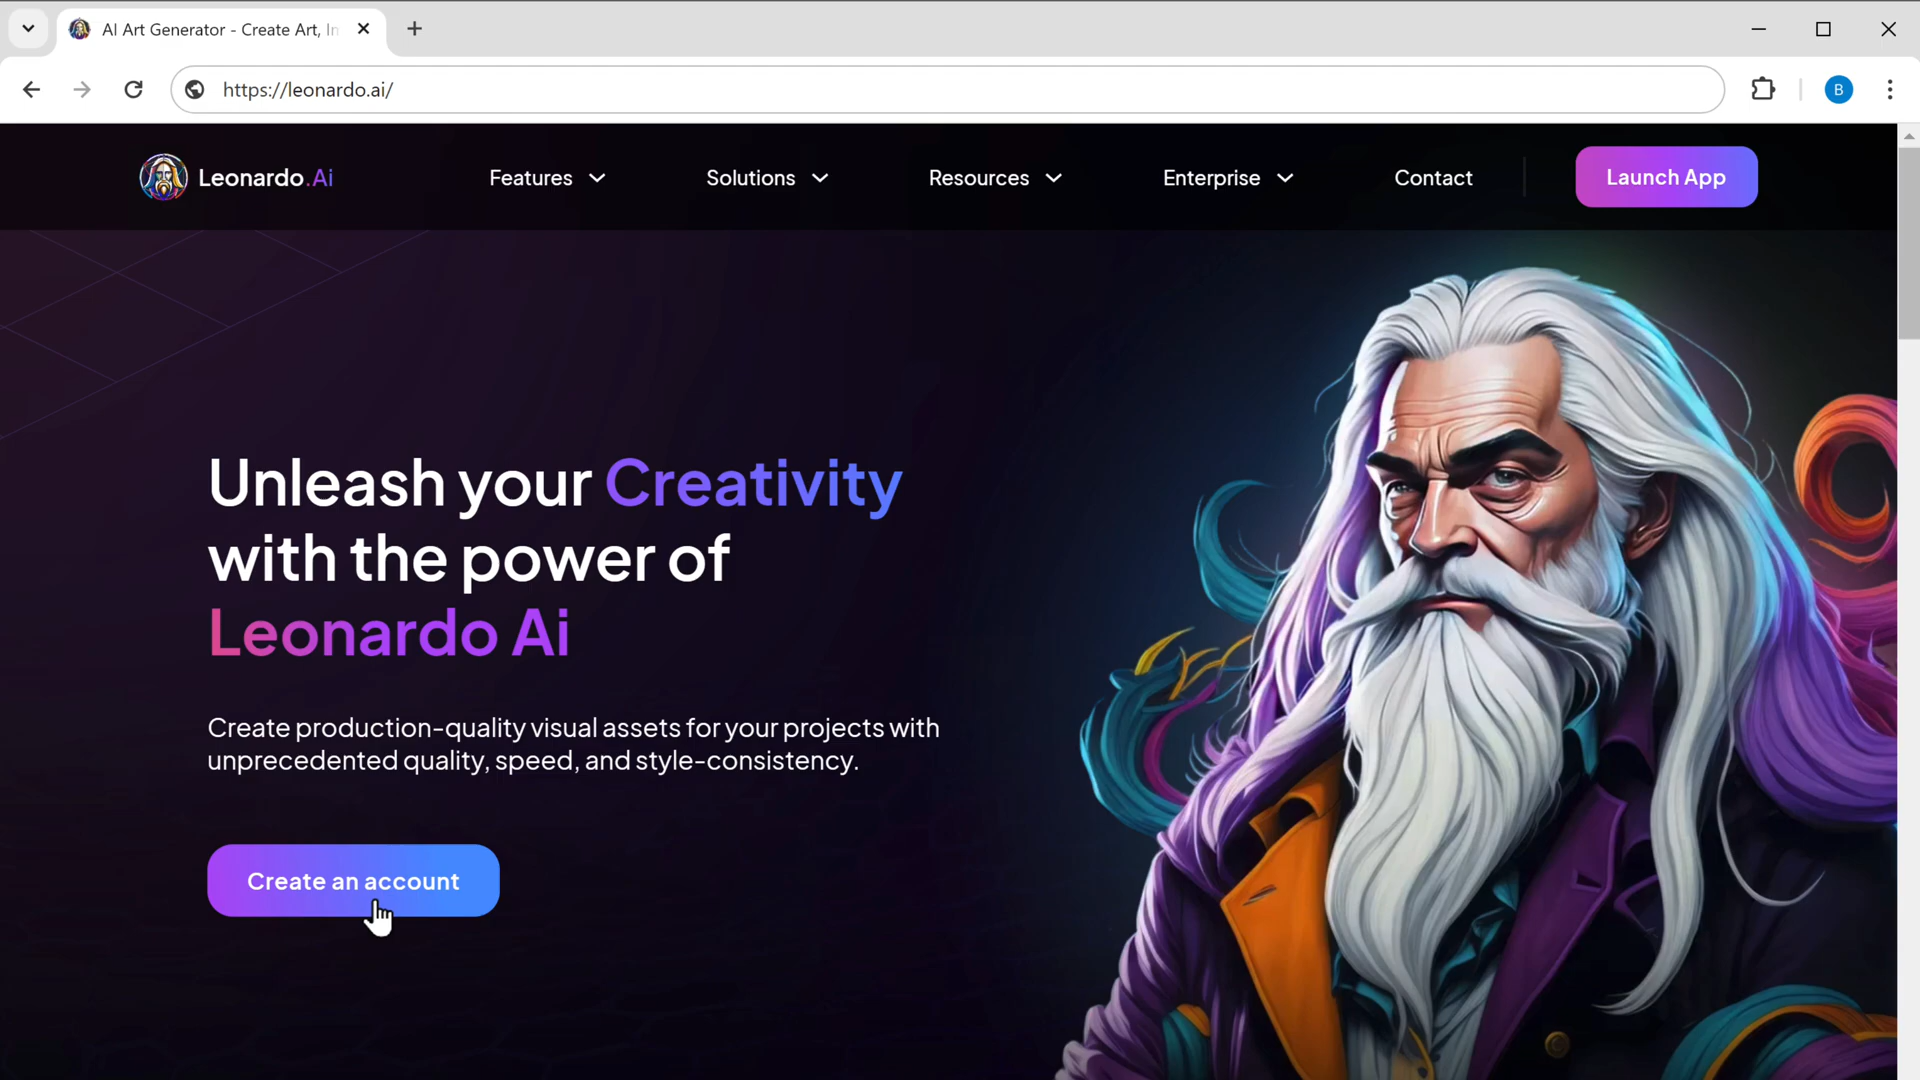 AI Art Generator - Create Art, In
https://leonardo.ai/
B
Leonardo.Ai
Features
Solutions
Resources
Enterprise
Contact
Launch App
Unleash your Creativity
with the power of
Leonardo Ai
Create production-quality visual assets for your projects with
unprecedented quality, speed, and style-consistency.
Create an account